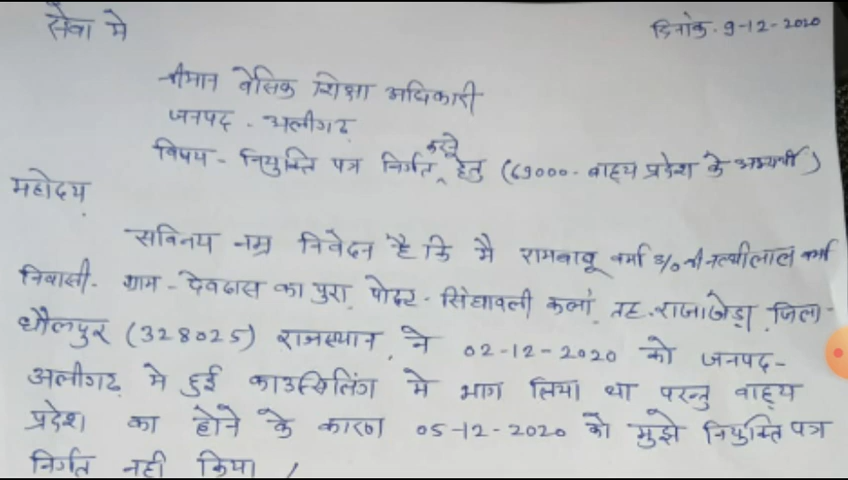 सेवा मे
दिनांक. 9-12-2020
श्रीमान बेसिक शिक्षा अधिकारी
जनपद - अलीगढ़
विषय - नियुक्ति पत्र निर्गत करने हेतु (69000 - वाह्य प्रदेश के अभ्यर्थी)
महोदय,
सविनय नम्र निवेदन है कि मै रामबाबू वर्मा S/o श्री नत्थीलाल वर्मा
निवासी - ग्राम - देवदास का पुरा, पोस्ट - सिंघावली कलां, तह. राजाखेड़ा, जिला -
धौलपुर (328025) राजस्थान, ने 02-12-2020 को जनपद -
अलीगढ़ मे हुई काउन्सिलिंग मे भाग लिया था परन्तु वाह्य
प्रदेश का होने के कारण 05-12-2020 को मुझे नियुक्ति पत्र
निर्गत नही किया /